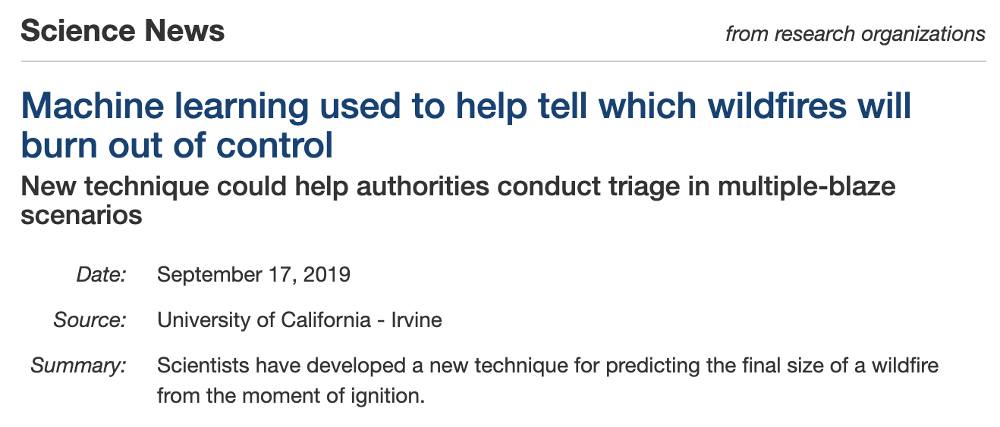 Science News
from research organizations
Machine learning used to help tell which wildfires will
burn out of control
New technique could help authorities conduct triage in multiple-blaze
scenarios
Date: September 17, 2019
Source: University of California - Irvine
Summary: Scientists have developed a new technique for predicting the final size of a wildfire
from the moment of ignition.